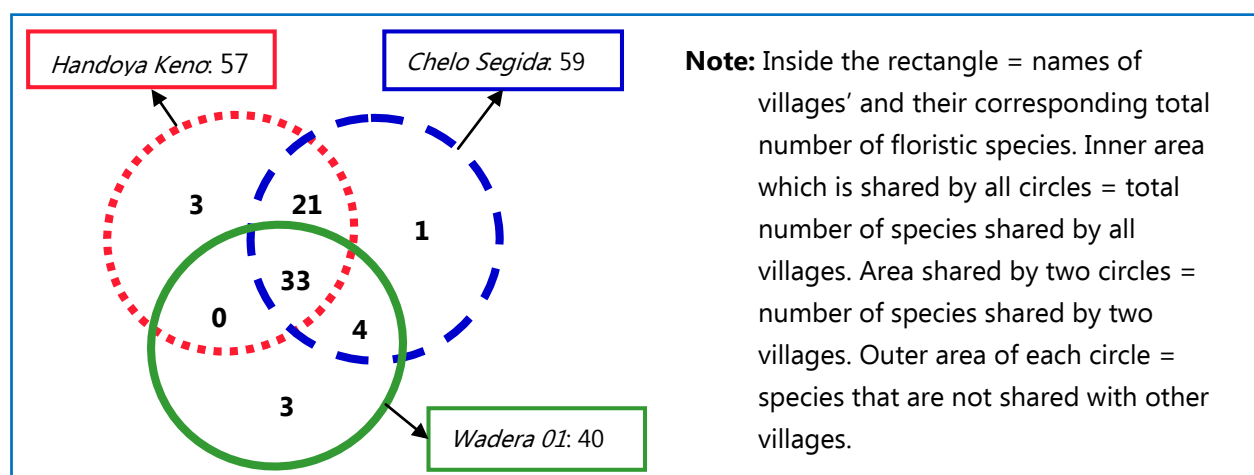 Handoya Keno: 57
Chelo Segida: 59
3
21
1
33
0
4
3
Wadera 01: 40
Note: Inside the rectangle = names of
villages’ and their corresponding total
number of floristic species. Inner area
which is shared by all circles = total
number of species shared by all
villages. Area shared by two circles =
number of species shared by two
villages. Outer area of each circle =
species that are not shared with other
villages.